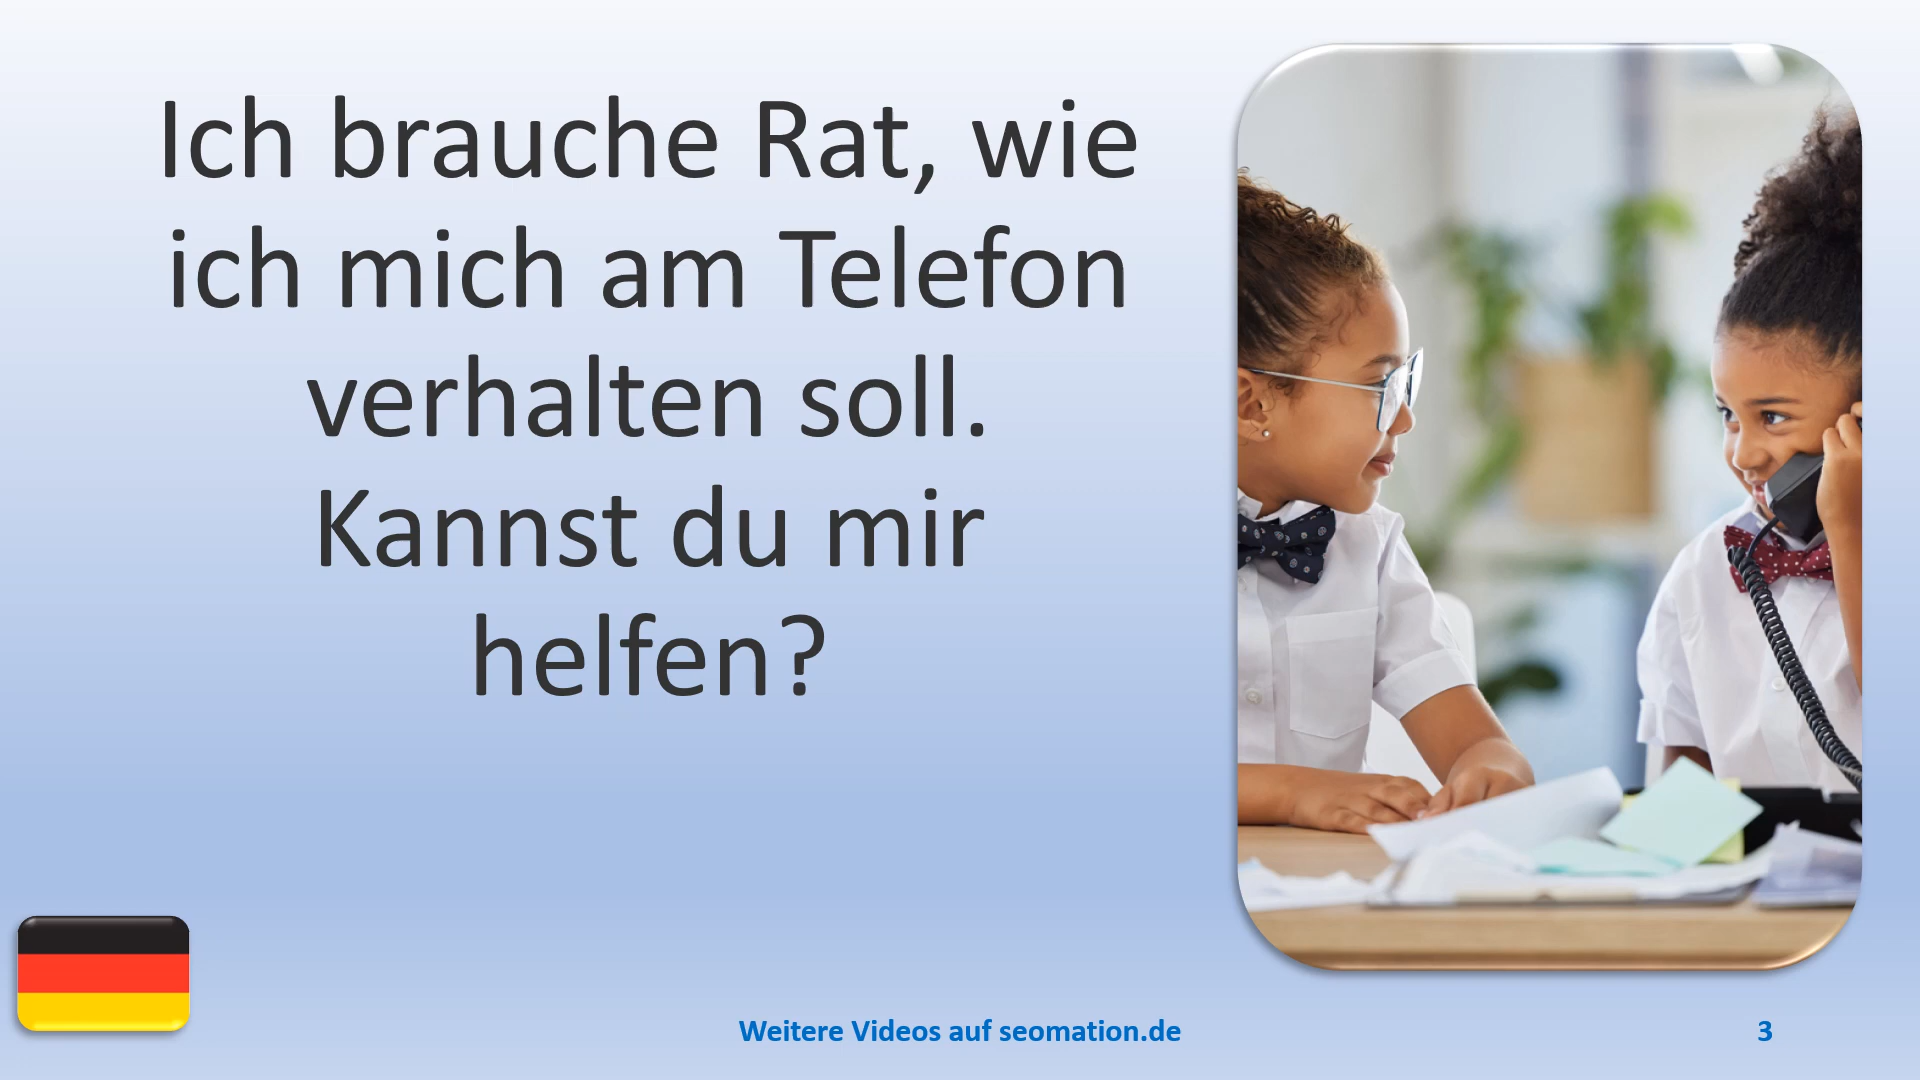 Ich brauche Rat, wie
ich mich am Telefon
verhalten soll.
Kannst du mir
helfen?
Weitere Videos auf seomation.de
3